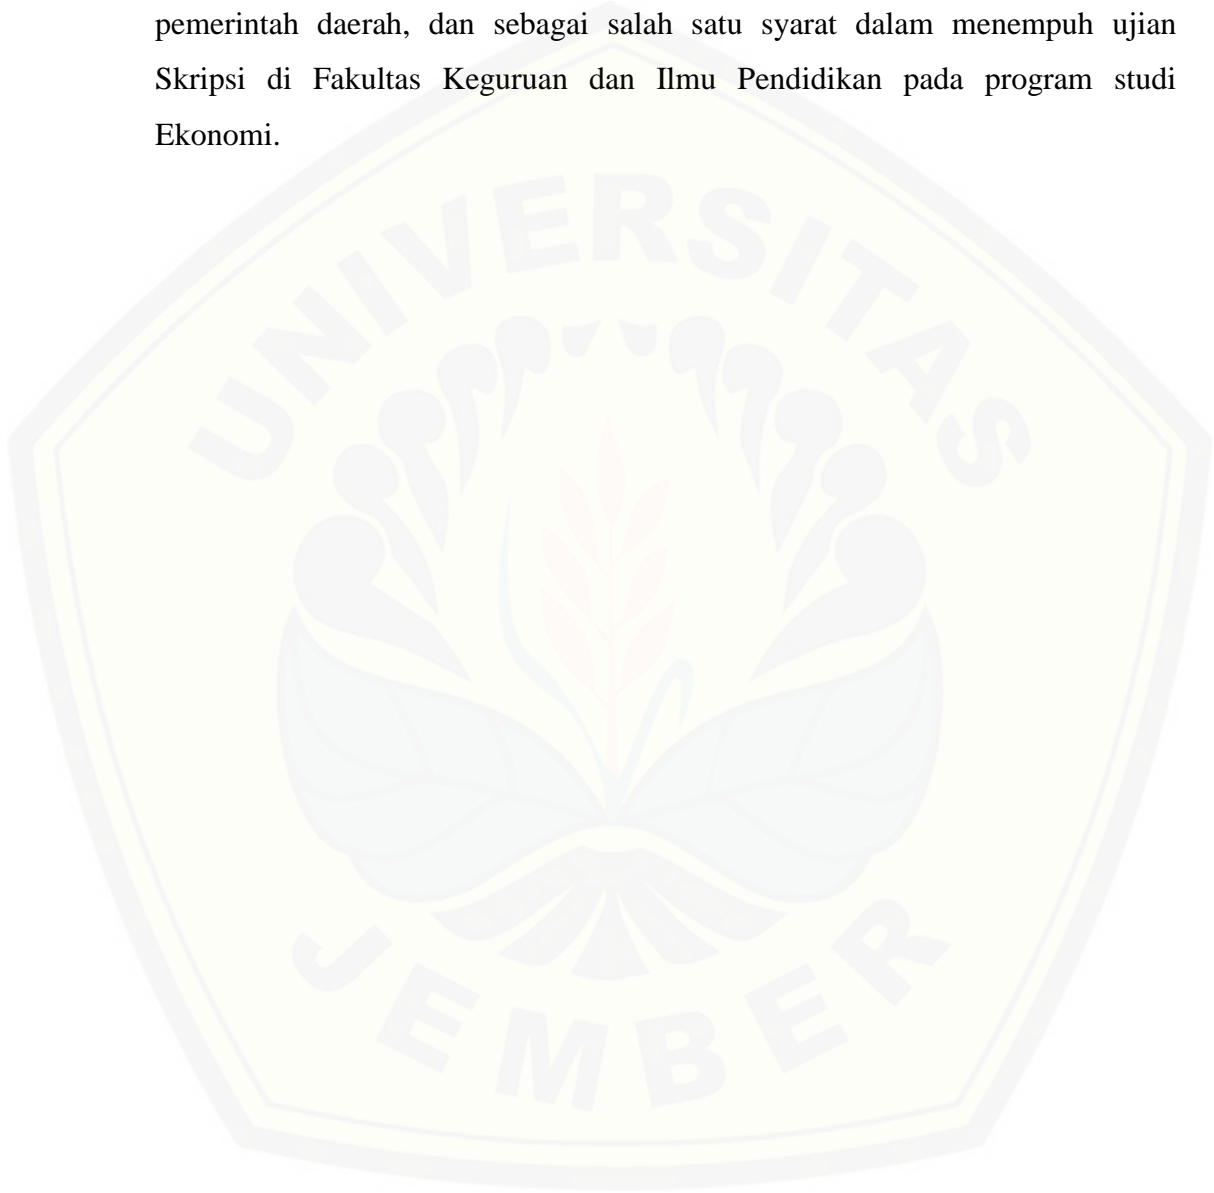 pemerintah daerah, dan sebagai salah satu syarat dalam menempuh ujian
Skripsi di Fakultas Keguruan dan Ilmu Pendidikan pada program studi
Ekonomi.
UNIVERSITAS
JEMBER